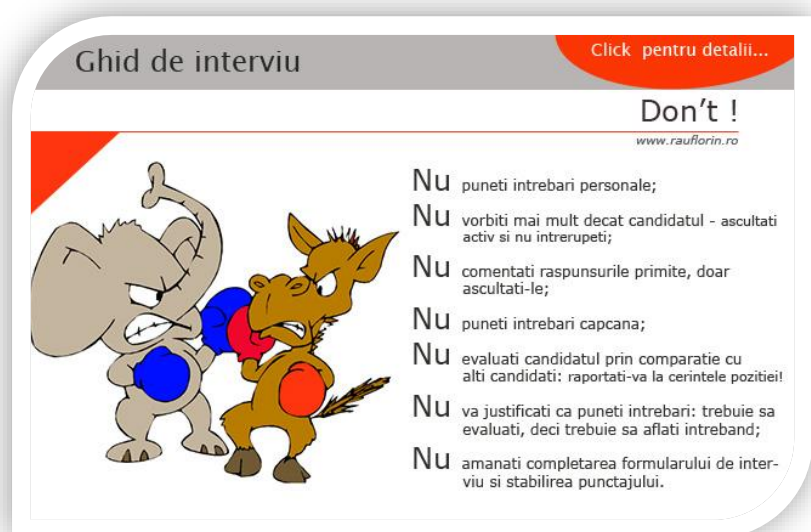 Ghid de interviu
Click pentru detalii...
Don't !
www.rauflorin.ro
Nu puneti intrebari personale;
Nu vorbiti mai mult decat candidatul - ascultati
activ si nu intrerupeti;
Nu comentati raspunsurile primite, doar
ascultati-le;
Nu puneti intrebari capcana;
Nu evaluati candidatul prin comparatie cu
alti candidati: raportati-va la cerintele pozitiei!
Nu va justificati ca puneti intrebari: trebuie sa
evaluati, deci trebuie sa aflati intreband;
Nu amanati completarea formularului de inter-
viu si stabilirea punctajului.